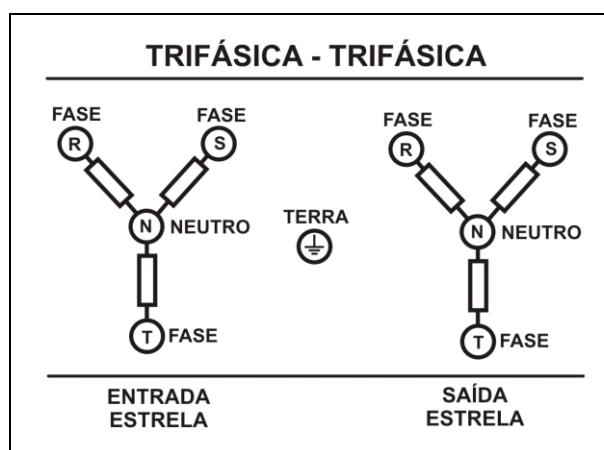 TRIFÁSICA - TRIFÁSICA
FASE FASE
R S
N NEUTRO
T FASE
ENTRADA
ESTRELA
TERRA
FASE FASE
R S
N NEUTRO
T FASE
SAÍDA
ESTRELA